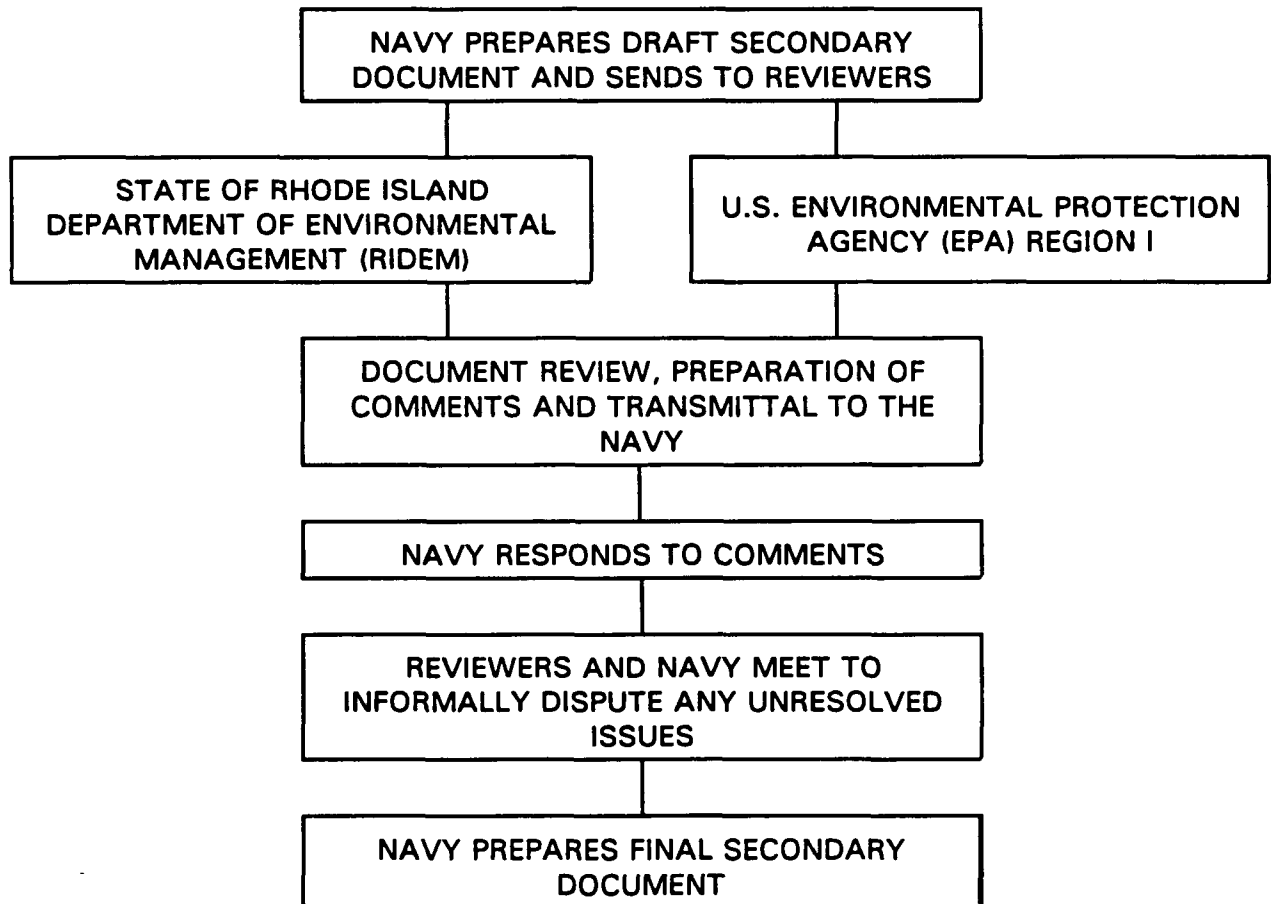 NAVY PREPARES DRAFT SECONDARY
DOCUMENT AND SENDS TO REVIEWERS
STATE OF RHODE ISLAND
DEPARTMENT OF ENVIRONMENTAL
MANAGEMENT (RIDEM)
U.S. ENVIRONMENTAL PROTECTION
AGENCY (EPA) REGION I
DOCUMENT REVIEW, PREPARATION OF
COMMENTS AND TRANSMITTAL TO THE
NAVY
NAVY RESPONDS TO COMMENTS
REVIEWERS AND NAVY MEET TO
INFORMALLY DISPUTE ANY UNRESOLVED
ISSUES
NAVY PREPARES FINAL SECONDARY
DOCUMENT